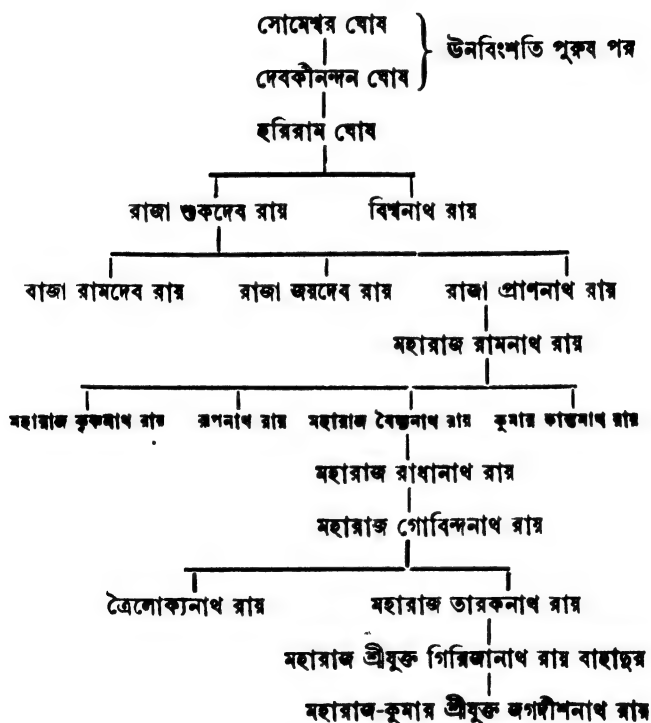 সোমেশ্বর ঘোষ
ঊনবিংশতি পুরুষ পর
দেবকীনন্দন ঘোষ
হরিরাম ঘোষ
রাজা শুকদেব রায় বিশ্বনাথ রায়
বাজা রামদেব রায় রাজা জয়দেব রায় রাজা প্রাণনাথ রায়
মহারাজ রামনাথ রায়
মহারাজ কৃষ্ণনাথ রায় রূপনাথ রায় মহারাজ বৈদ্যনাথ রায় কুমার কান্তনাথ রায়
মহারাজ রাধানাথ রায়
মহারাজ গোবিন্দনাথ রায়
ত্রৈলোক্যনাথ রায় মহারাজ তারকনাথ রায়
মহারাজ শ্রীযুক্ত গিরিজানাথ রায় বাহাদুর
মহারাজ-কুমার শ্রীযুক্ত জগদীশনাথ রায়